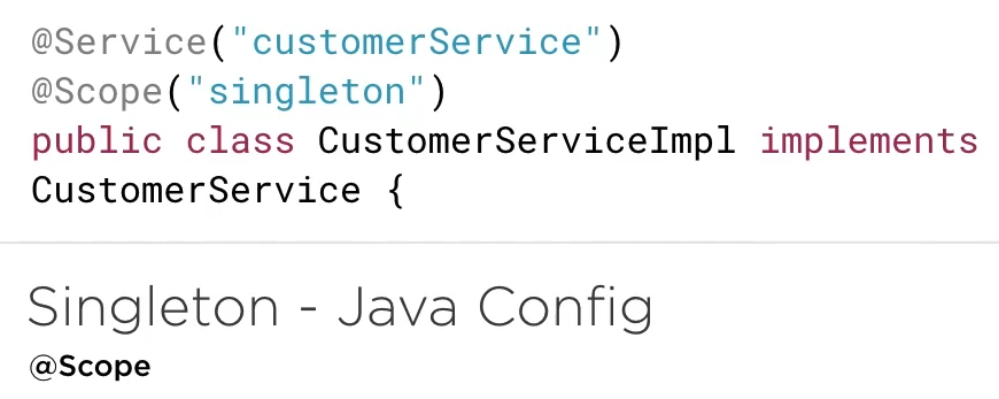 @Service("customerService")
@Scope("singleton")
public class CustomerServiceImpl implements
CustomerService {
Singleton - Java Config
@Scope